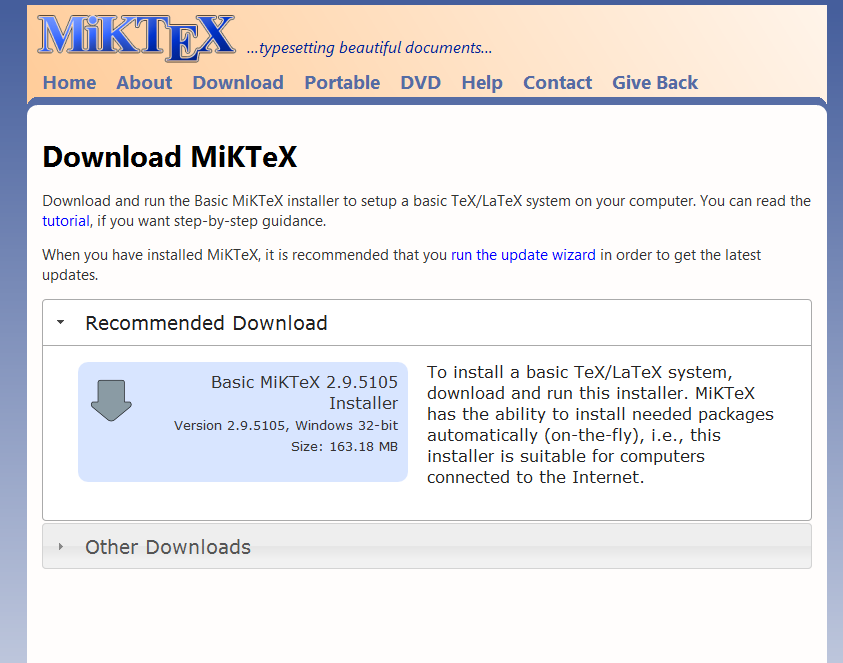 MiKTeX ...typesetting beautiful documents...
Home About Download Portable DVD Help Contact Give Back
Download MiKTeX
Download and run the Basic MiKTeX installer to setup a basic TeX/LaTeX system on your computer. You can read the
tutorial, if you want step-by-step guidance.
When you have installed MiKTeX, it is recommended that you run the update wizard in order to get the latest
updates.
Recommended Download
Basic MiKTeX 2.9.5105
Installer
Version 2.9.5105, Windows 32-bit
Size: 163.18 MB
To install a basic TeX/LaTeX system,
download and run this installer. MiKTeX
has the ability to install needed packages
automatically (on-the-fly), i.e., this
installer is suitable for computers
connected to the Internet.
Other Downloads